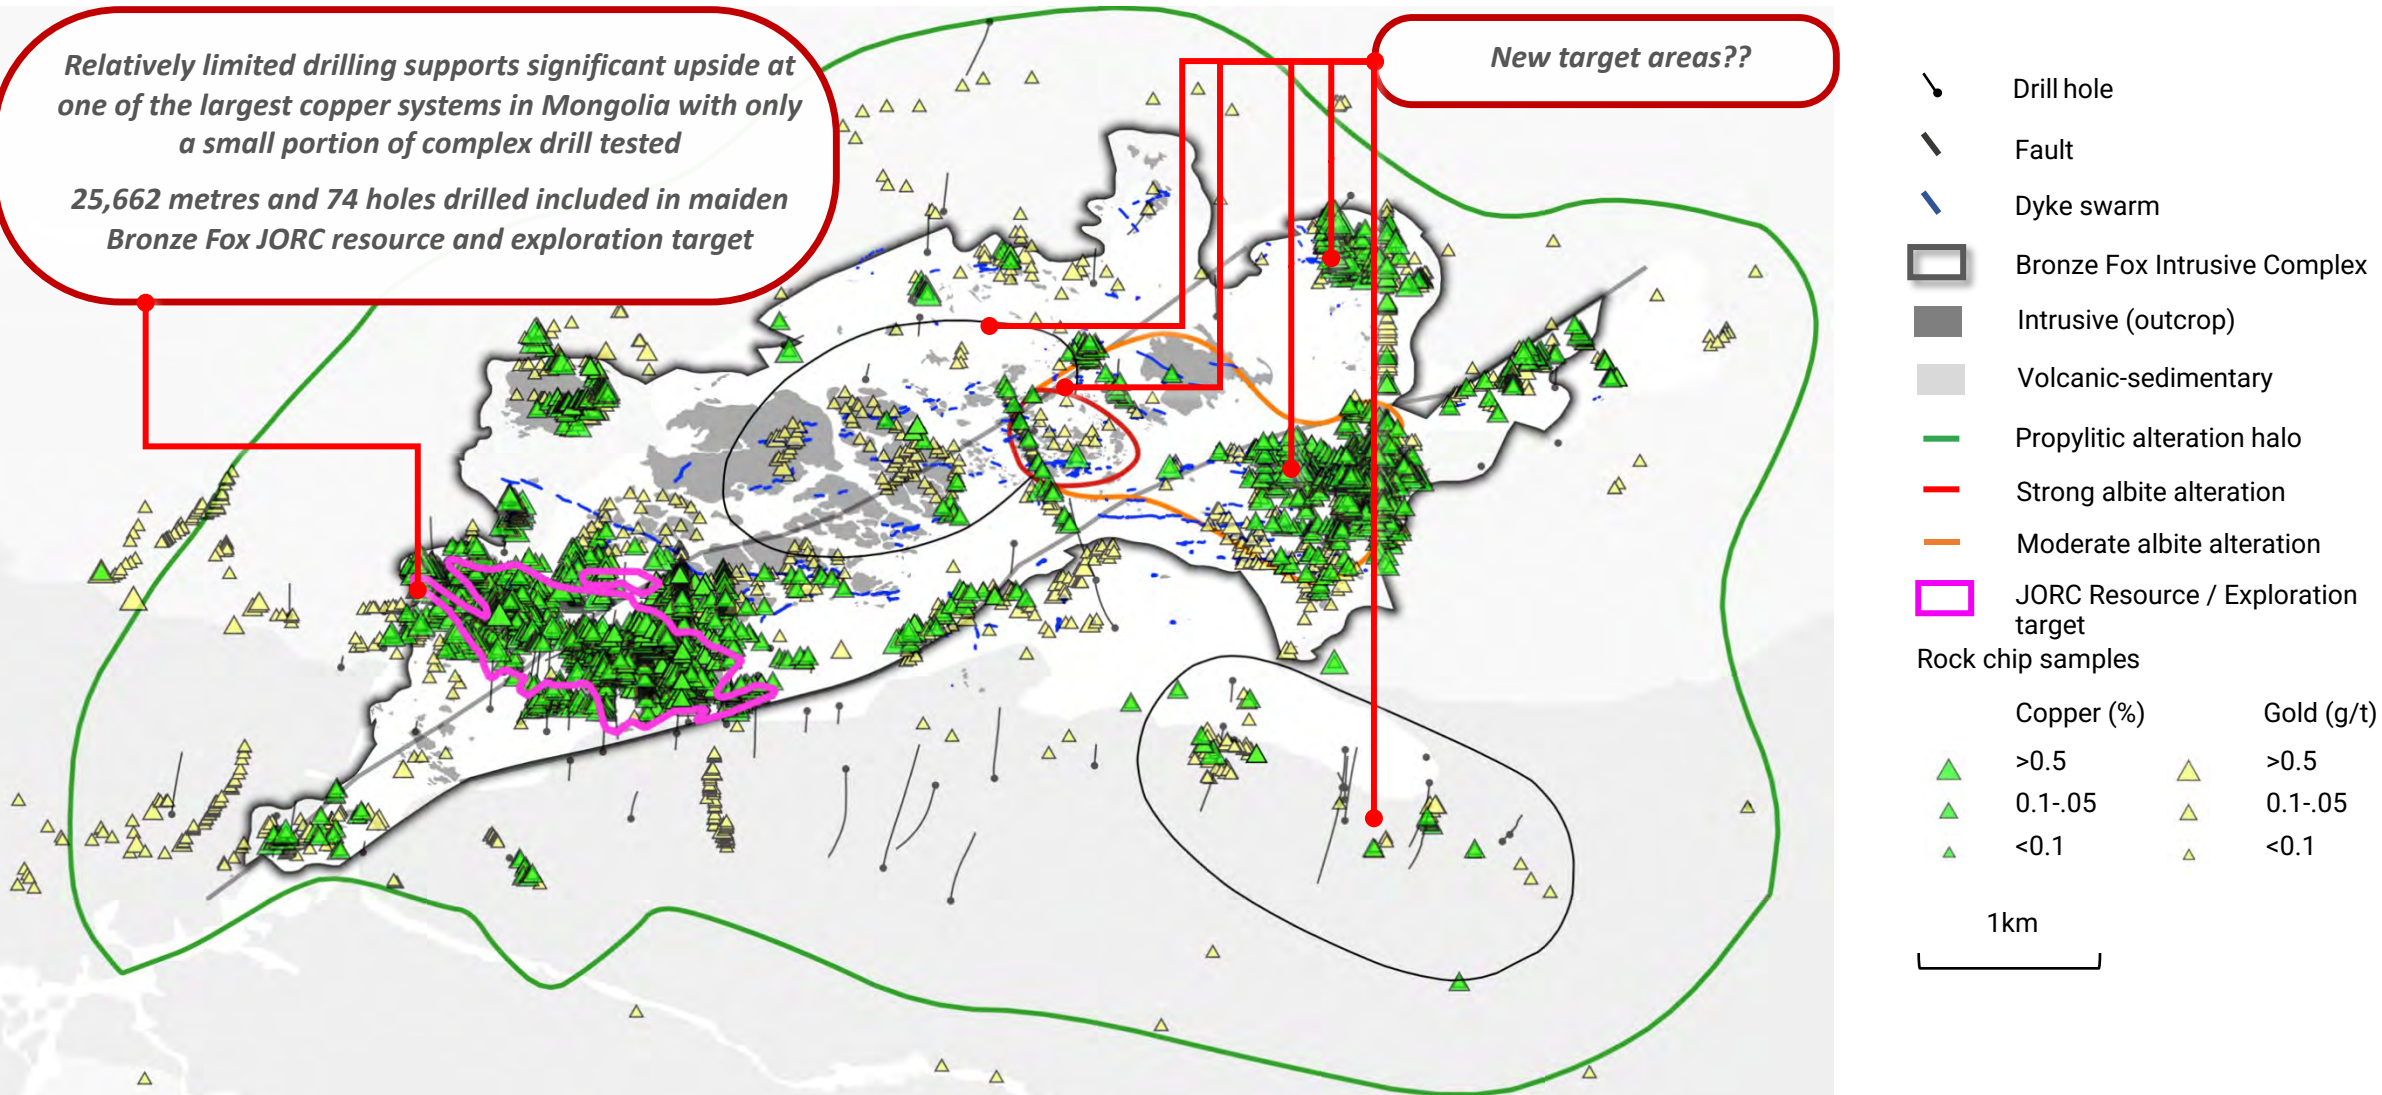 Relatively limited drilling supports significant upside at
one of the largest copper systems in Mongolia with only
a small portion of complex drill tested
25,662 metres and 74 holes drilled included in maiden
Bronze Fox JORC resource and exploration target
New target areas??
Drill hole
Fault
Dyke swarm
Bronze Fox Intrusive Complex
Intrusive (outcrop)
Volcanic-sedimentary
Propylitic alteration halo
Strong albite alteration
Moderate albite alteration
JORC Resource / Exploration
target
Rock chip samples
Copper (%) Gold (g/t)
>0.5 >0.5
0.1-.05 0.1-.05
<0.1 <0.1
1km